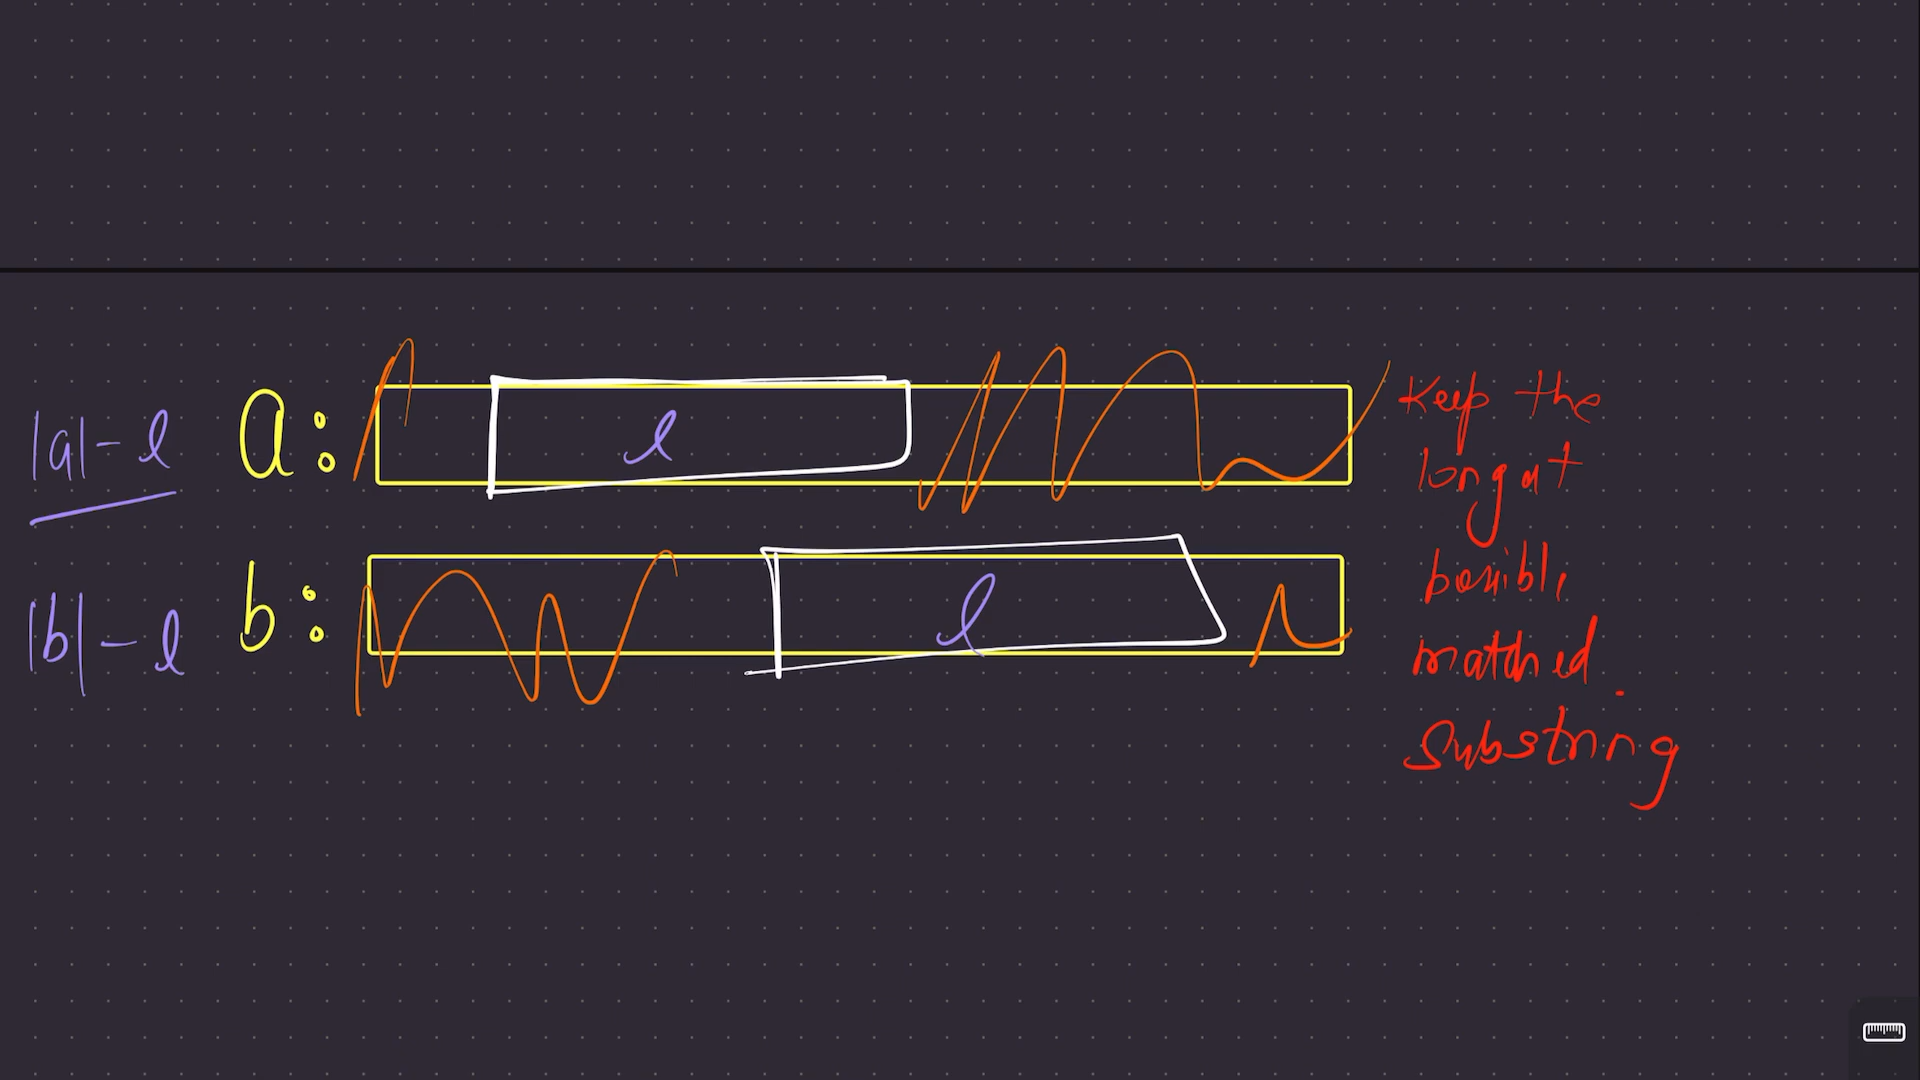 |a| - l
a:
l
|b| - l
b:
l
Keep the
longest
possible
matched
Substring